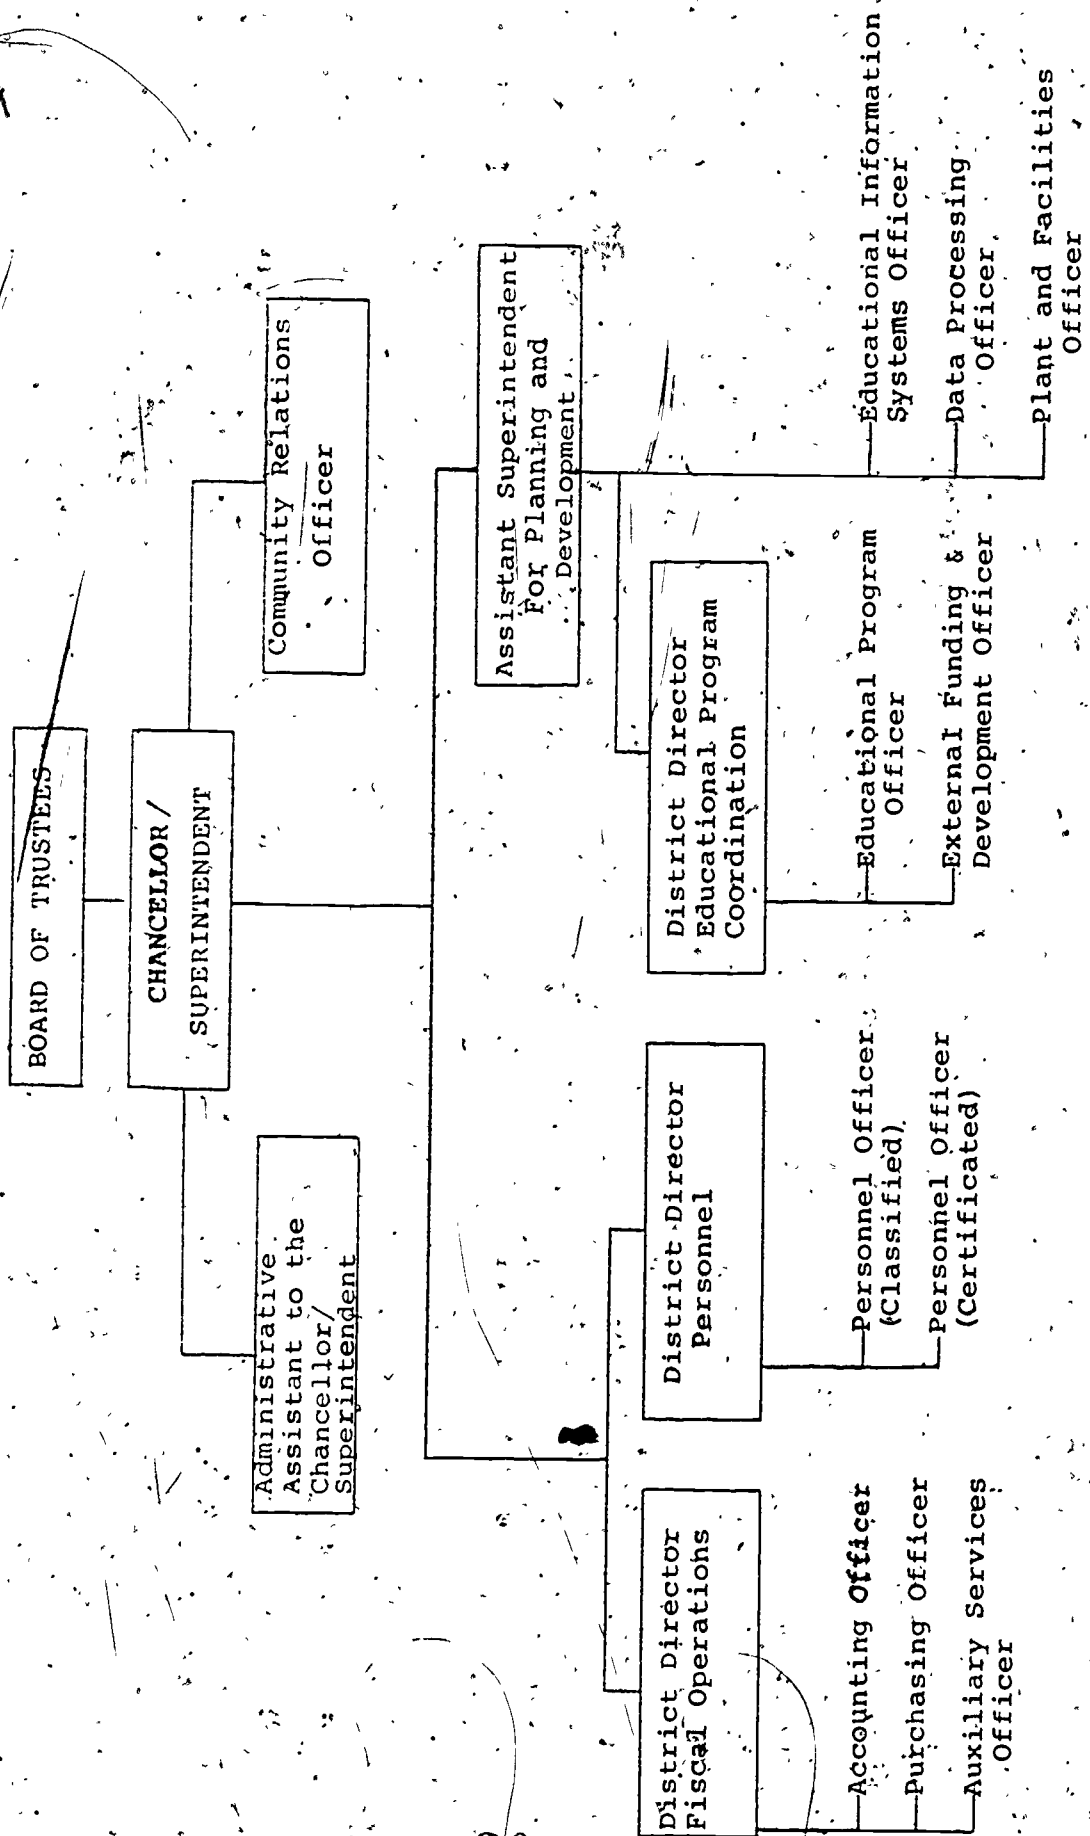 BOARD OF TRUSTEES
CHANCELLOR/
SUPERINTENDENT
Administrative
Assistant to the
Chancellor/
Superintendent
Community Relations
Officer
Assistant Superintendent
For Planning and
Development
District Director
Fiscal Operations
District Director
Personnel
District Director
Educational Program
Coordination
Accounting Officer
Purchasing Officer
Auxiliary Services
Officer
Personnel Officer
(Classified)
Personnel Officer
(Certificated)
Educational Program
Officer
External Funding &
Development Officer
Educational Information
Systems Officer
Data Processing
Officer
Plant and Facilities
Officer